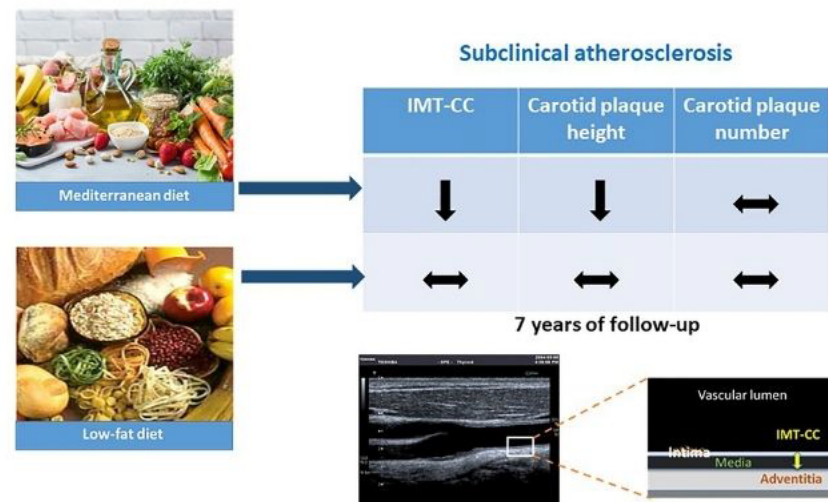 Subclinical atherosclerosis
IMT-CC
Carotid plaque
height
Carotid plaque
number
Mediterranean diet
Low-fat diet
7 years of follow-up
TOSHIBA
Vascular lumen
IMT-CC
Intima
Media
Adventitia